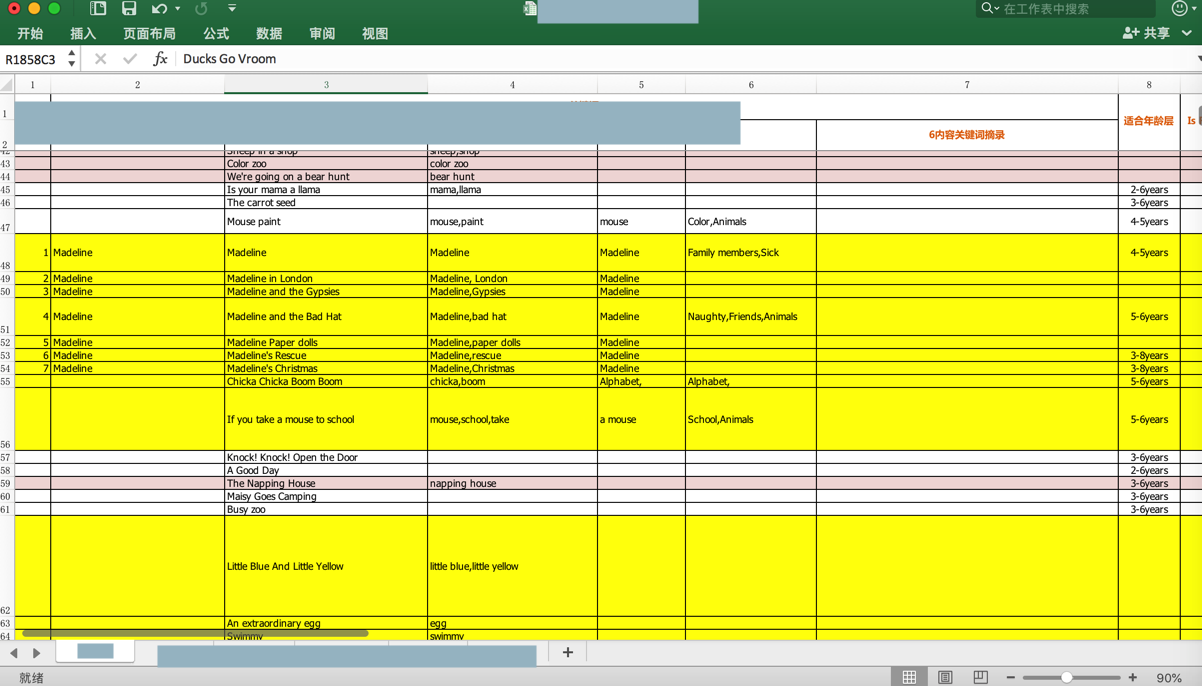 在工作表中搜索
开始 插入 页面布局 公式 数据 审阅 视图 共享
R1858C3 fx Ducks Go Vroom
1 2 3 4 5 6 7 8
1 适合年龄层 Is
2 6内容关键词摘录
42 Sheep in a shop sheep,shop
43 Color zoo color zoo
44 We're going on a bear hunt bear hunt
45 Is your mama a llama mama,llama 2-6years
46 The carrot seed 3-6years
47 Mouse paint mouse,paint mouse Color,Animals 4-5years
48 1 Madeline Madeline Madeline Madeline Family members,Sick 4-5years
49 2 Madeline Madeline in London Madeline, London Madeline
50 3 Madeline Madeline and the Gypsies Madeline,Gypsies Madeline
51 4 Madeline Madeline and the Bad Hat Madeline,bad hat Madeline Naughty,Friends,Animals 5-6years
52 5 Madeline Madeline Paper dolls Madeline,paper dolls Madeline
53 6 Madeline Madeline's Rescue Madeline,rescue Madeline 3-8years
54 7 Madeline Madeline's Christmas Madeline,Christmas Madeline 3-8years
55 Chicka Chicka Boom Boom chicka,boom Alphabet, Alphabet, 5-6years
56 If you take a mouse to school mouse,school,take a mouse School,Animals 5-6years
57 Knock! Knock! Open the Door 3-6years
58 A Good Day 2-6years
59 The Napping House napping house 3-6years
60 Maisy Goes Camping 3-6years
61 Busy zoo 3-6years
62 Little Blue And Little Yellow little blue,little yellow
63 An extraordinary egg egg
64 Swimmy swimmy
就绪 90%